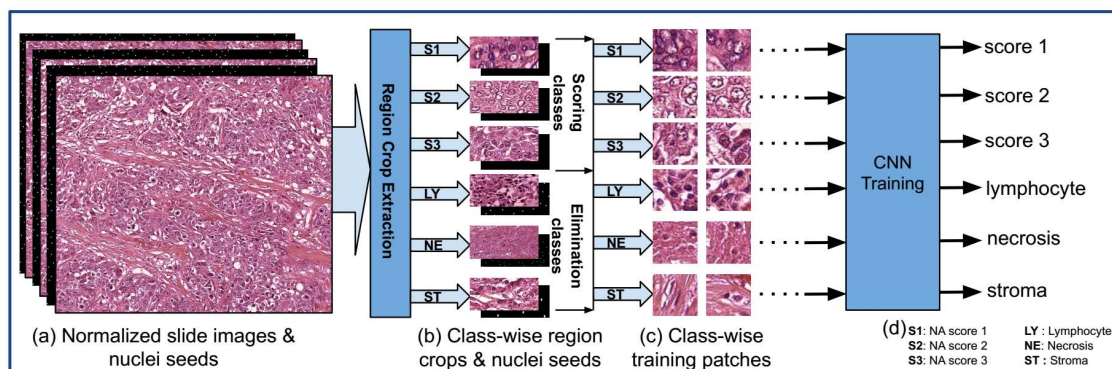 Region Crop Extraction
S1
S2
S3
LY
NE
ST
Scoring
classes
Elimination
classes
S1
S2
S3
LY
NE
ST
CNN
Training
score 1
score 2
score 3
lymphocyte
necrosis
stroma
(a) Normalized slide images &
nuclei seeds
(b) Class-wise region
crops & nuclei seeds
(c) Class-wise
training patches
(d)
S1: NA score 1
S2: NA score 2
S3: NA score 3
LY : Lymphocyte
NE: Necrosis
ST : Stroma